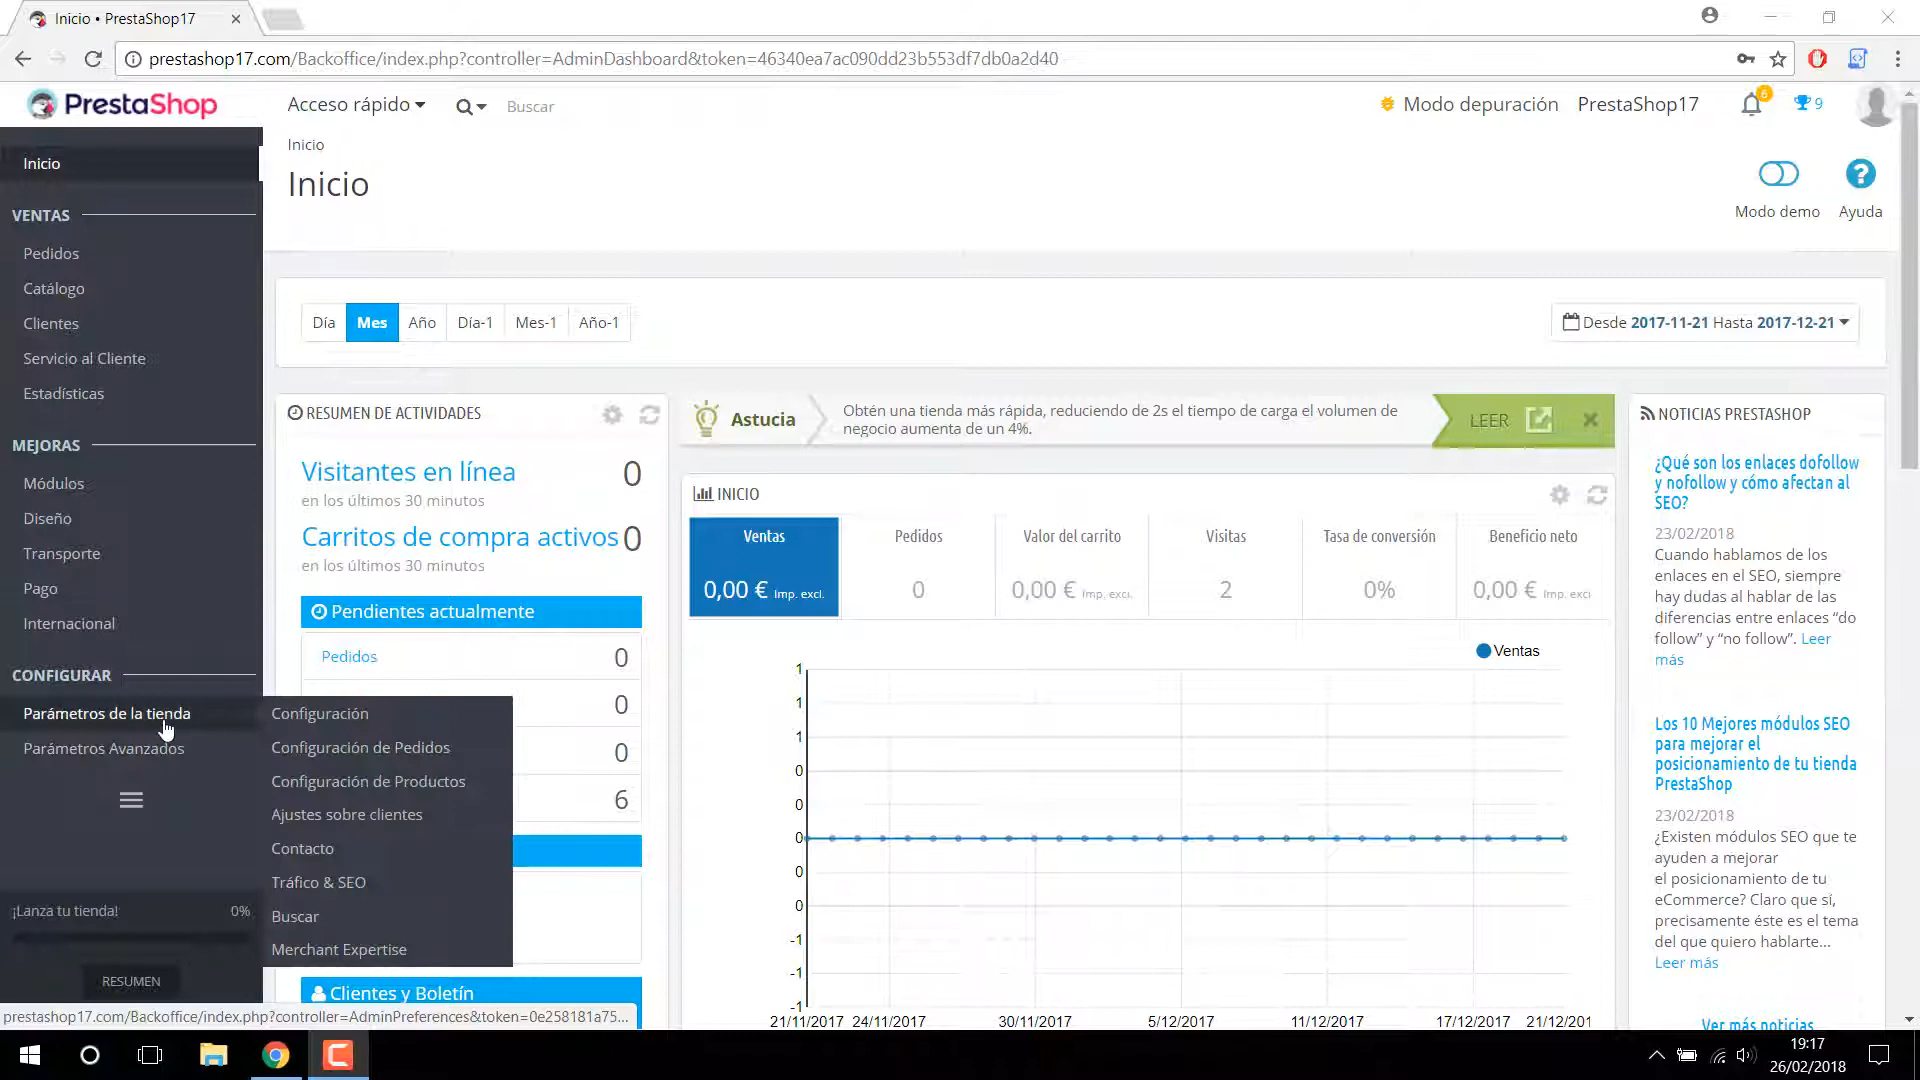 Inicio • PrestaShop17
prestashop17.com/Backoffice/index.php?controller=AdminDashboard&token=46340ea7ac090dd23b553df7db0a2d40
PrestaShop
Acceso rápido
Buscar
Modo depuración
PrestaShop17
6
9
Inicio
Inicio
Modo demo
Ayuda
Inicio
VENTAS
Pedidos
Catálogo
Clientes
Servicio al Cliente
Estadísticas
MEJORAS
Módulos
Diseño
Transporte
Pago
Internacional
CONFIGURAR
Parámetros de la tienda
Parámetros Avanzados
¡Lanza tu tienda! 0%
RESUMEN
Configuración
Configuración de Pedidos
Configuración de Productos
Ajustes sobre clientes
Contacto
Tráfico & SEO
Buscar
Merchant Expertise
Día Mes Año Día-1 Mes-1 Año-1
Desde 2017-11-21 Hasta 2017-12-21
RESUMEN DE ACTIVIDADES
Visitantes en línea 0
en los últimos 30 minutos
Carritos de compra activos 0
en los últimos 30 minutos
Pendientes actualmente
Pedidos 0
0
0
6
Clientes y Boletín
Astucia
Obtén una tienda más rápida, reduciendo de 2s el tiempo de carga el volumen de
negocio aumenta de un 4%.
LEER
INICIO
Ventas Pedidos Valor del carrito Visitas Tasa de conversión Beneficio neto
0,00 € Imp. excl. 0 0,00 € Imp. exc. 2 0% 0,00 € Imp. exci
Ventas
1
1
1
0
0
0
0
0
-1
-1
-1
21/11/2017 24/11/2017 30/11/2017 5/12/2017 11/12/2017 17/12/2017 21/12/201
NOTICIAS PRESTASHOP
¿Qué son los enlaces dofollow
y nofollow y cómo afectan al
SEO?
23/02/2018
Cuando hablamos de los
enlaces en el SEO, siempre
hay dudas al hablar de las
diferencias entre enlaces “do
follow” y “no follow”. Leer
más
Los 10 Mejores módulos SEO
para mejorar el
posicionamiento de tu tienda
PrestaShop
23/02/2018
¿Existen módulos SEO que te
ayuden a mejorar
el posicionamiento de tu
eCommerce? Claro que sí,
precisamente éste es el tema
del que quiero hablarte...
Leer más
Ver más noticias
prestashop17.com/Backoffice/index.php?controller=AdminPreferences&token=0e258181a75...
19:17
26/02/2018